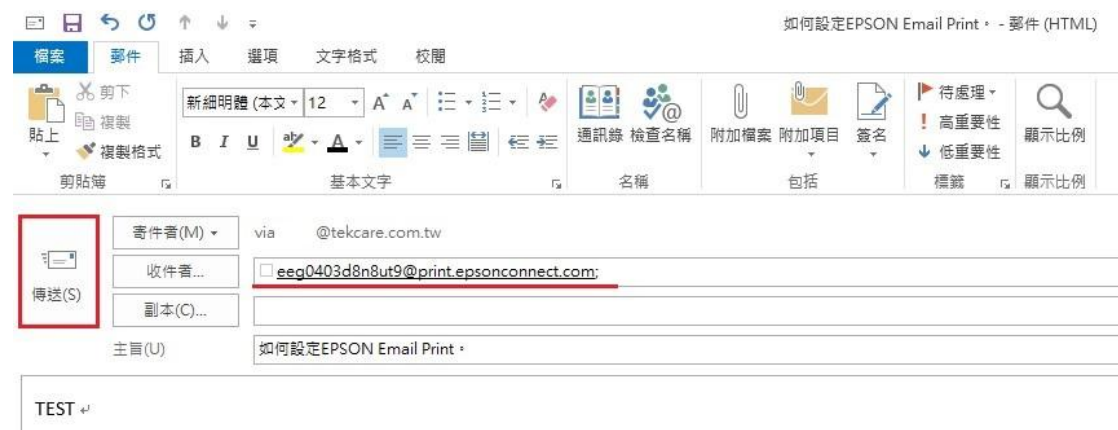 如何設定EPSON Email Print。 - 郵件 (HTML)
檔案 郵件 插入 選項 文字格式 校閱
貼上
剪下
複製
複製格式
剪貼簿
新細明體 (本文 12 A A
B I U ab A
基本文字
通訊錄 檢查名稱
名稱
附加檔案 附加項目 簽名
包括
待處理
高重要性
低重要性
標籤
顯示比例
顯示比例
傳送(S)
寄件者(M) via @tekcare.com.tw
收件者... eeg0403d8n8ut9@print.epsonconnect.com;
副本(C)...
主旨(U) 如何設定EPSON Email Print。
TEST